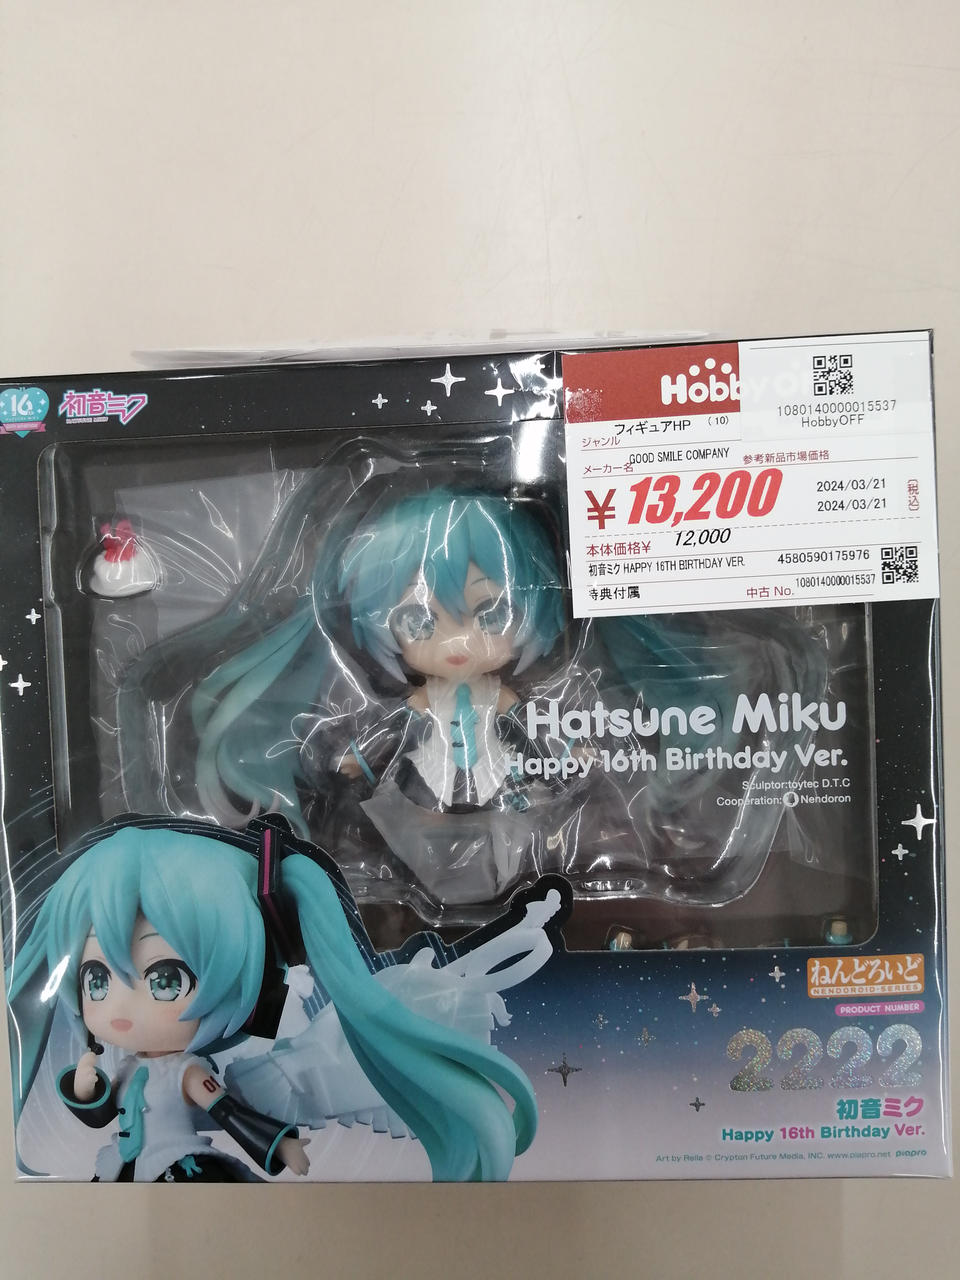 16
初音ミク
HATSUNE MIKU
Hobby
1080140000015537
HobbyOFF
フィギュアHP (10)
ジャンル
GOOD SMILE COMPANY
メーカー名
参考新品市場価格
¥13,200
2024/03/21
2024/03/21
(税込)
本体価格¥ 12,000
初音ミク HAPPY 16TH BIRTHDAY VER.
4580590175976
特典付属
中古 No. 1080140000015537
Hatsune Miku
Happy 16th Birthday Ver.
Sculptor:toytec D.T.C
Cooperation: Nendoron
01
ねんどろいど
NENDOROID-SERIES
PRODUCT NUMBER
2222
初音ミク
Happy 16th Birthday Ver.
Art by Rella © Crypton Future Media, INC. www.piapro.net piapro